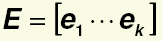 E = [e₁ ⋯ eₖ]